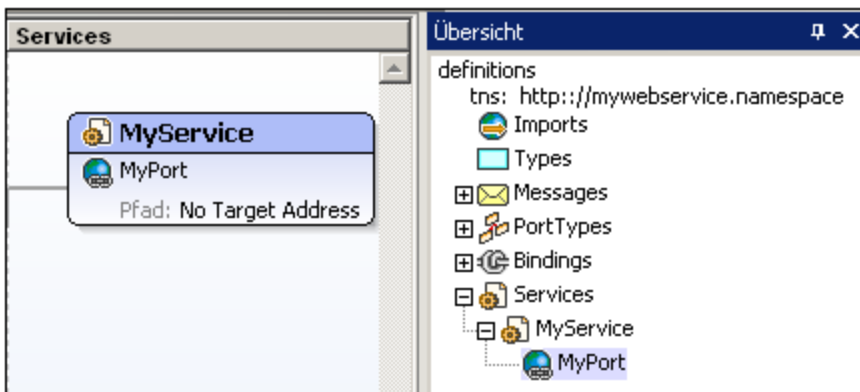 Services
MyService
MyPort
Pfad: No Target Address
Übersicht
definitions
tns: http:://mywebservice.namespace
Imports
Types
Messages
PortTypes
Bindings
Services
MyService
MyPort